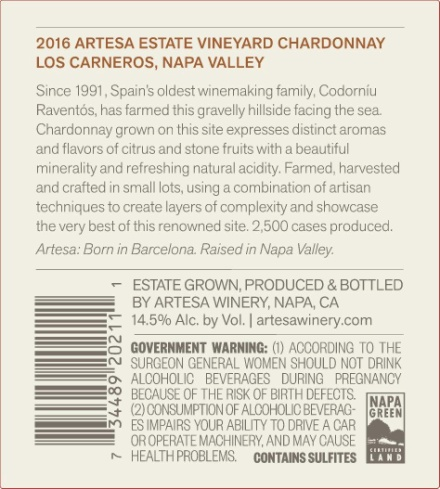 2016 ARTESA ESTATE VINEYARD CHARDONNAY
LOS CARNEROS, NAPA VALLEY
Since 1991, Spain's oldest winemaking family, Codorníu
Raventós, has farmed this gravelly hillside facing the sea.
Chardonnay grown on this site expresses distinct aromas
and flavors of citrus and stone fruits with a beautiful
minerality and refreshing natural acidity. Farmed, harvested
and crafted in small lots, using a combination of artisan
techniques to create layers of complexity and showcase
the very best of this renowned site. 2,500 cases produced.
Artesa: Born in Barcelona. Raised in Napa Valley.
7 34489 20211 1
ESTATE GROWN, PRODUCED & BOTTLED
BY ARTESA WINERY, NAPA, CA
14.5% Alc. by Vol. | artesawinery.com
GOVERNMENT WARNING: (1) ACCORDING TO THE
SURGEON GENERAL WOMEN SHOULD NOT DRINK
ALCOHOLIC BEVERAGES DURING PREGNANCY
BECAUSE OF THE RISK OF BIRTH DEFECTS.
(2) CONSUMPTION OF ALCOHOLIC BEVERAG-
ES IMPAIRS YOUR ABILITY TO DRIVE A CAR
OR OPERATE MACHINERY, AND MAY CAUSE
HEALTH PROBLEMS. CONTAINS SULFITES
NAPA
GREEN
CERTIFIED
LAND